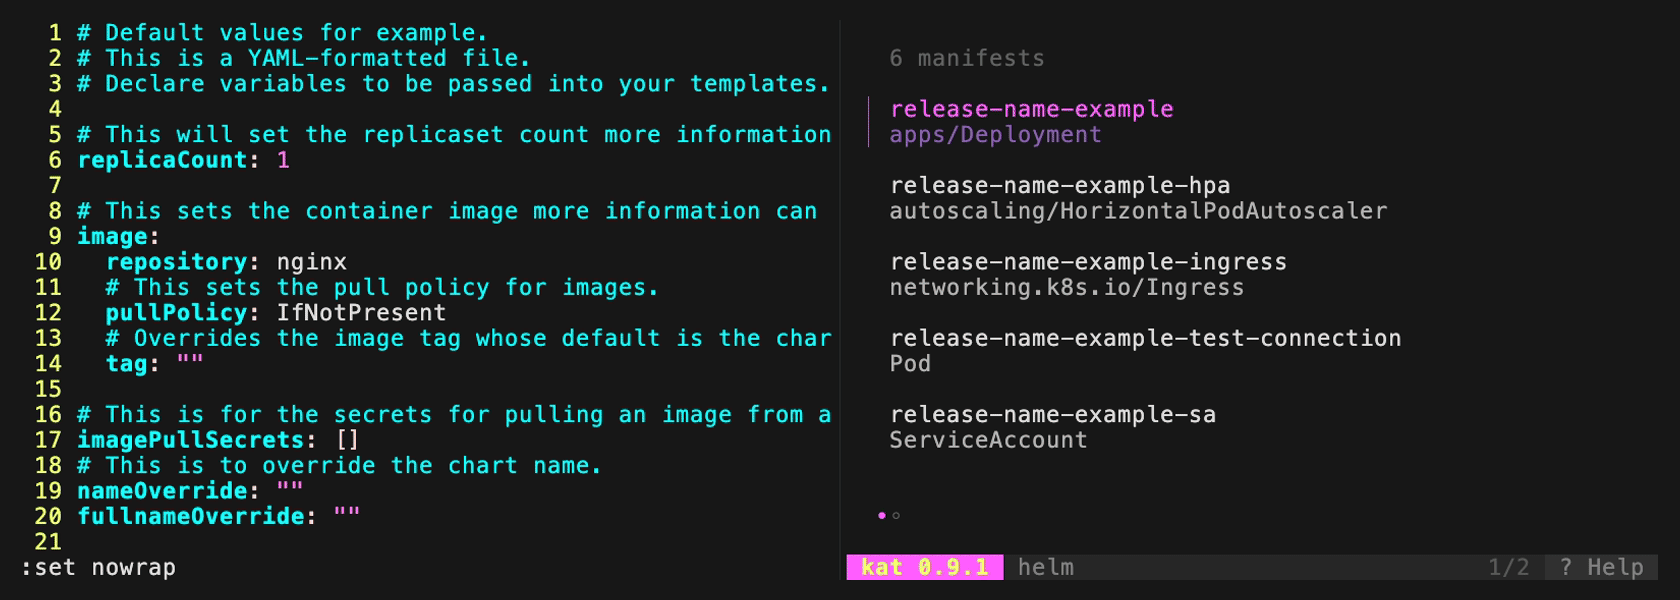 1 # Default values for example.
2 # This is a YAML-formatted file.
3 # Declare variables to be passed into your templates.
4
5 # This will set the replicaset count more information
6 replicaCount: 1
7
8 # This sets the container image more information can
9 image:
10   repository: nginx
11   # This sets the pull policy for images.
12   pullPolicy: IfNotPresent
13   # Overrides the image tag whose default is the char
14   tag: ""
15
16 # This is for the secrets for pulling an image from a
17 imagePullSecrets: []
18 # This is to override the chart name.
19 nameOverride: ""
20 fullnameOverride: ""
21
:set nowrap
6 manifests
release-name-example
apps/Deployment
release-name-example-hpa
autoscaling/HorizontalPodAutoscaler
release-name-example-ingress
networking.k8s.io/Ingress
release-name-example-test-connection
Pod
release-name-example-sa
ServiceAccount
kat 0.9.1 helm 1/2 ? Help